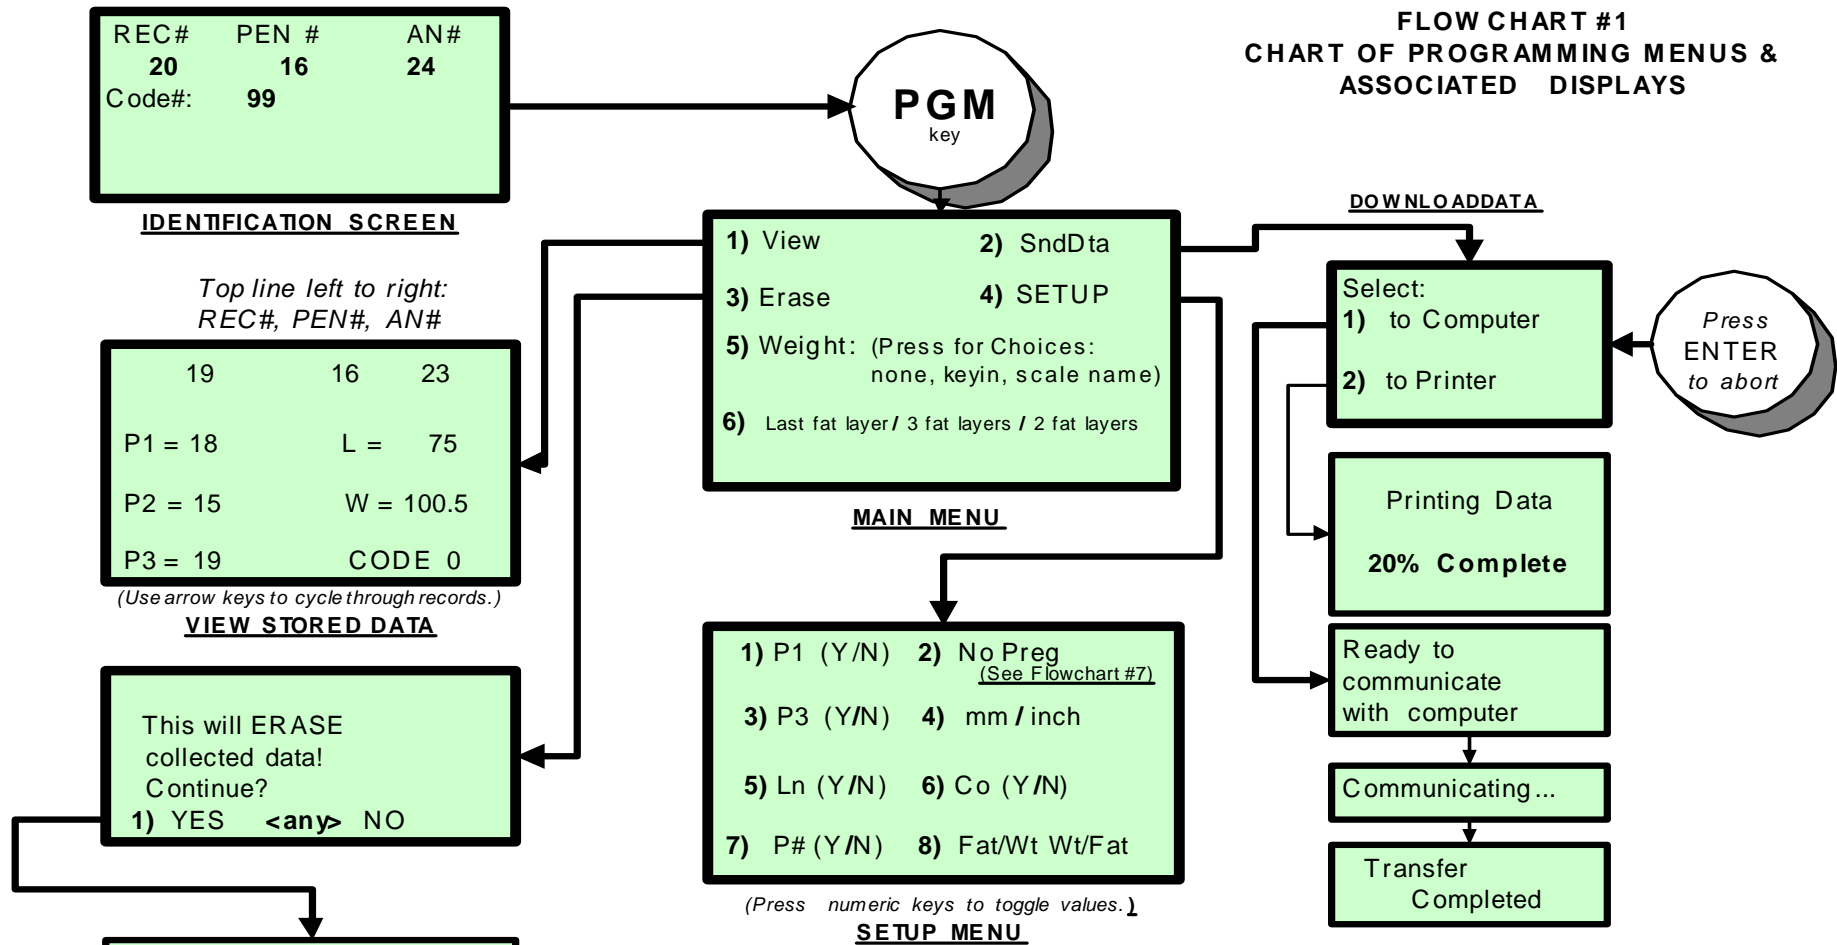 FLOW CHART #1
CHART OF PROGRAMMING MENUS &
ASSOCIATED DISPLAYS
REC# PEN # AN#
20 16 24
Code#: 99
IDENTIFICATION SCREEN
PGM
key
Top line left to right:
REC#, PEN#, AN#
19 16 23
P1 = 18 L = 75
P2 = 15 W = 100.5
P3 = 19 CODE 0
(Use arrow keys to cycle through records.)
VIEW STORED DATA
This will ERASE
collected data!
Continue?
1) YES <any> NO
1) View 2) SndDta
3) Erase 4) SETUP
5) Weight: (Press for Choices:
none, keyin, scale name)
6) Last fat layer / 3 fat layers / 2 fat layers
MAIN MENU
1) P1 (Y/N) 2) No Preg
(See Flowchart #7)
3) P3 (Y/N) 4) mm / inch
5) Ln (Y/N) 6) Co (Y/N)
7) P# (Y/N) 8) Fat/Wt Wt/Fat
(Press numeric keys to toggle values.)
SETUP MENU
DOWNLOADDATA
Select:
1) to Computer
2) to Printer
Press
ENTER
to abort
Printing Data
20% Complete
Ready to
communicate
with computer
Communicating...
Transfer
Completed